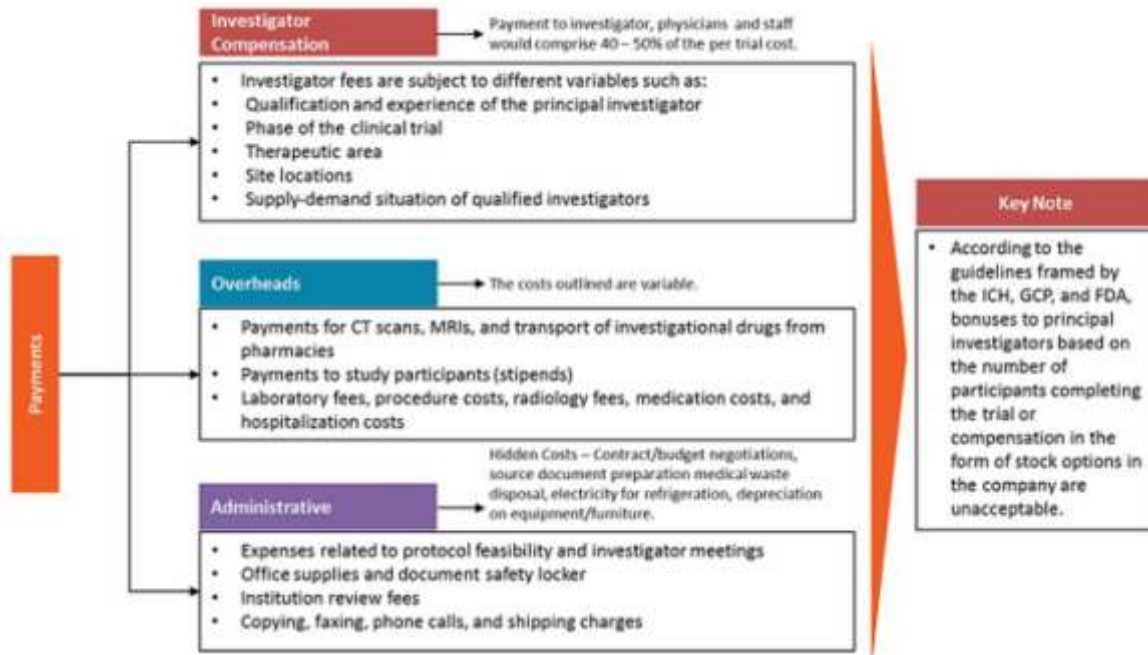 Payments
Investigator
Compensation
Payment to investigator, physicians and staff
would comprise 40 – 50% of the per trial cost.
• Investigator fees are subject to different variables such as:
• Qualification and experience of the principal investigator
• Phase of the clinical trial
• Therapeutic area
• Site locations
• Supply-demand situation of qualified investigators
Overheads
The costs outlined are variable.
• Payments for CT scans, MRIs, and transport of investigational drugs from
pharmacies
• Payments to study participants (stipends)
• Laboratory fees, procedure costs, radiology fees, medication costs, and
hospitalization costs
Administrative
Hidden Costs – Contract/budget negotiations,
source document preparation medical waste
disposal, electricity for refrigeration, depreciation
on equipment/furniture.
• Expenses related to protocol feasibility and investigator meetings
• Office supplies and document safety locker
• Institution review fees
• Copying, faxing, phone calls, and shipping charges
Key Note
• According to the
guidelines framed by
the ICH, GCP, and FDA,
bonuses to principal
investigators based on
the number of
participants completing
the trial or
compensation in the
form of stock options in
the company are
unacceptable.